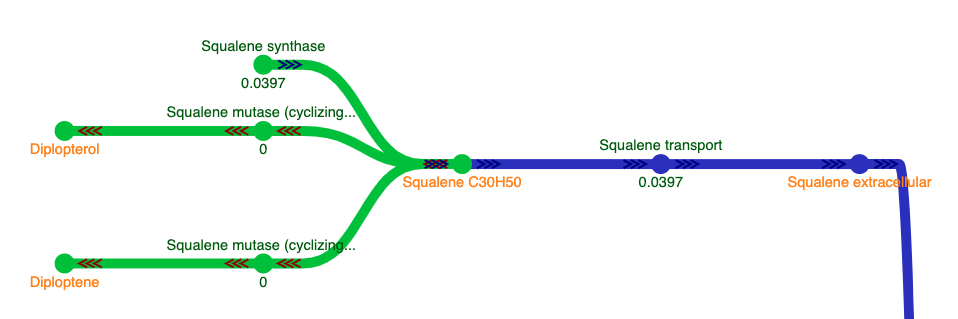 Squalene synthase
0.0397
Squalene mutase (cyclizing...
Diplopterol
0
Squalene transport
Squalene C30H50
0.0397
Squalene extracellular
Squalene mutase (cyclizing...
Diploptene
0